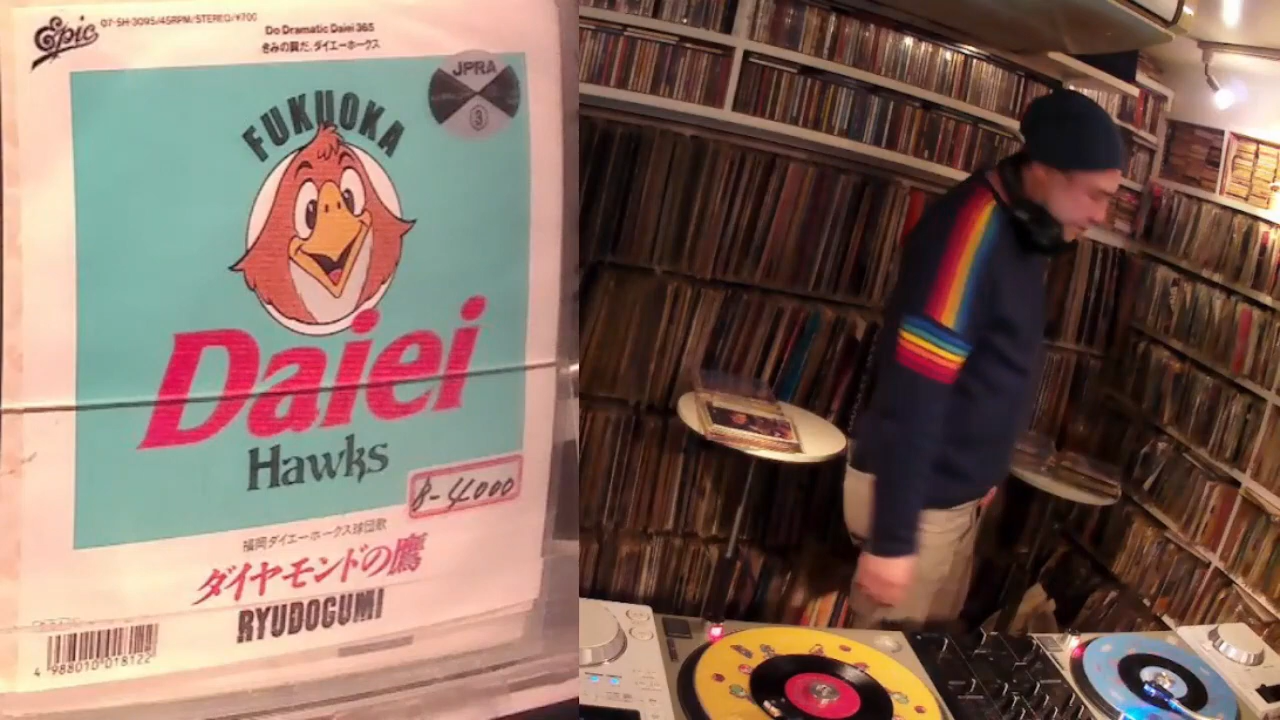 Epic
07·5H-3095/45RPM/STEREO/¥700
Do Dramatic Daiei 365
きみの翼だ、ダイエーホークス
JPRA
3
FUKUOKA
Daiei
Hawks
B-4000
福岡ダイエーホークス球団歌
ダイヤモンドの鷹
RYUDOGUMI
4 988010 018122